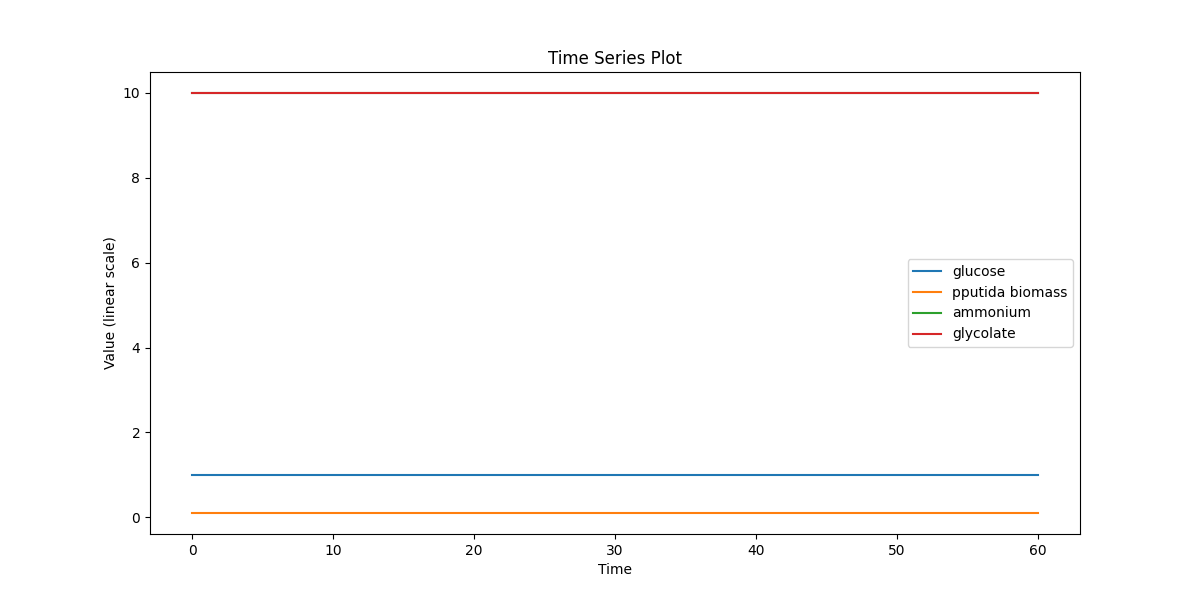 Time Series Plot
Value (linear scale)
10
8
6
4
2
0
glucose
pputida biomass
ammonium
glycolate
0 10 20 30 40 50 60
Time